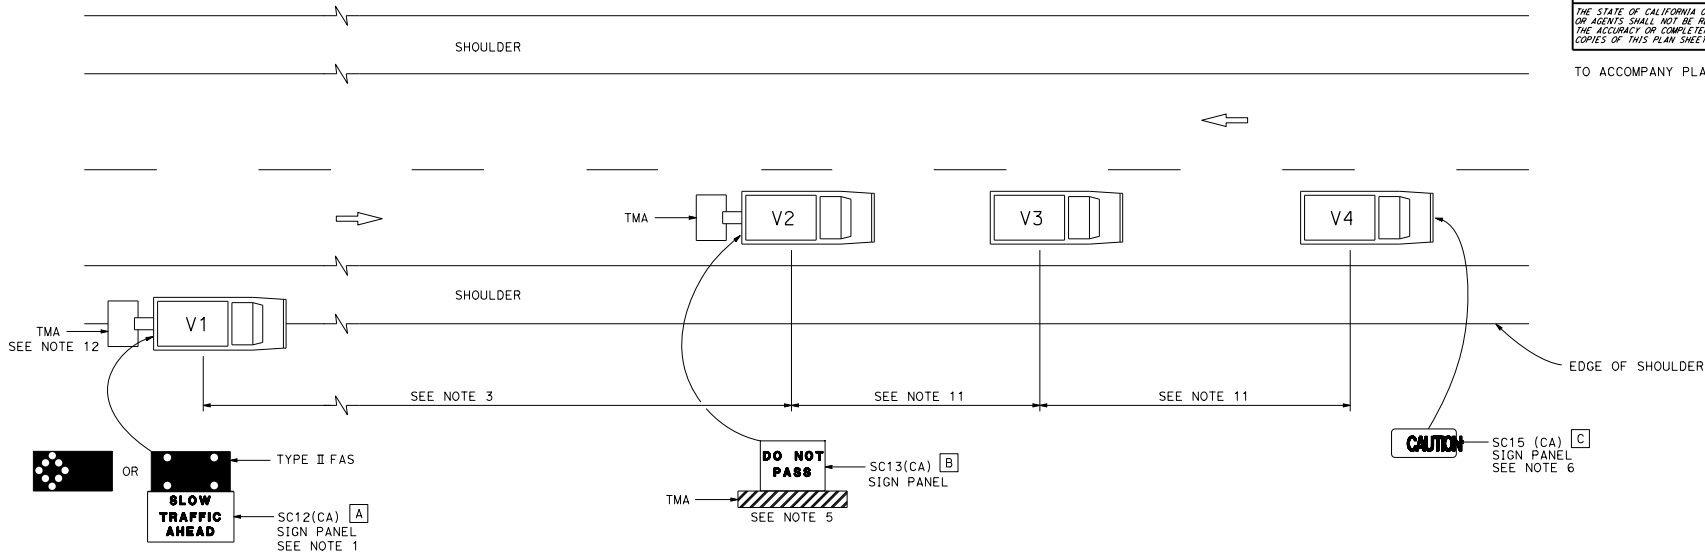 THE STATE OF CALIFORNIA
OR AGENTS SHALL NOT BE
THE ACCURACY OR
COPIES OF THIS PLAN SHEET
TO ACCOMPANY
SHOULDER
TMA
V2
V3
V4
SHOULDER
V1
TMA
SEE NOTE 12
EDGE OF SHOULDER
SEE NOTE 3
SEE NOTE 11
SEE NOTE 11
OR
TYPE II FAS
SLOW
TRAFFIC
AHEAD
SC12(CA) A
SIGN PANEL
SEE NOTE 1
DO NOT
PASS
SC13(CA) B
SIGN PANEL
TMA
SEE NOTE 5
CAUTION
SC15 (CA) C
SIGN PANEL
SEE NOTE 6